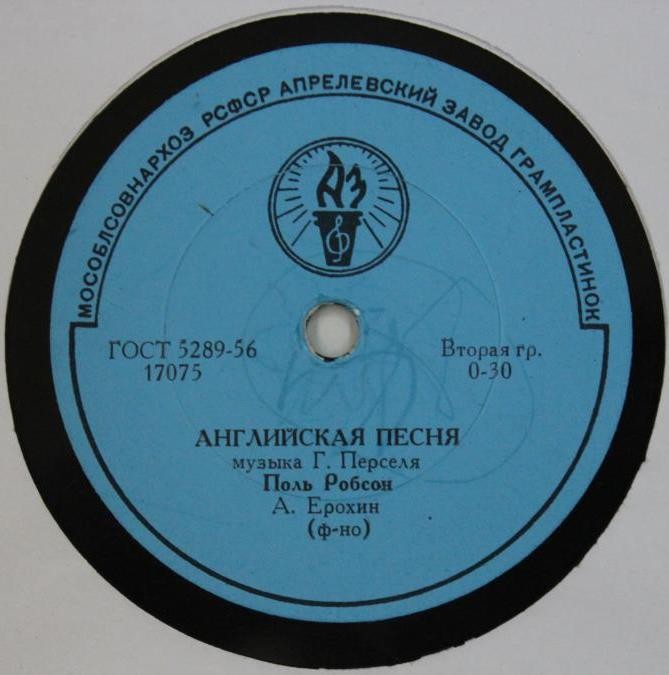 МОСОБЛСОВНАРХОЗ РСФСР АПРЕЛЕВСКИЙ ЗАВОД ГРАМПЛАСТИНОК
АЗ
ГОСТ 5289-56
17075
Вторая гр.
0-30
АНГЛИЙСКАЯ ПЕСНЯ
музыка Г. Перселя
Поль Робсон
А. Ерохин
(ф-но)